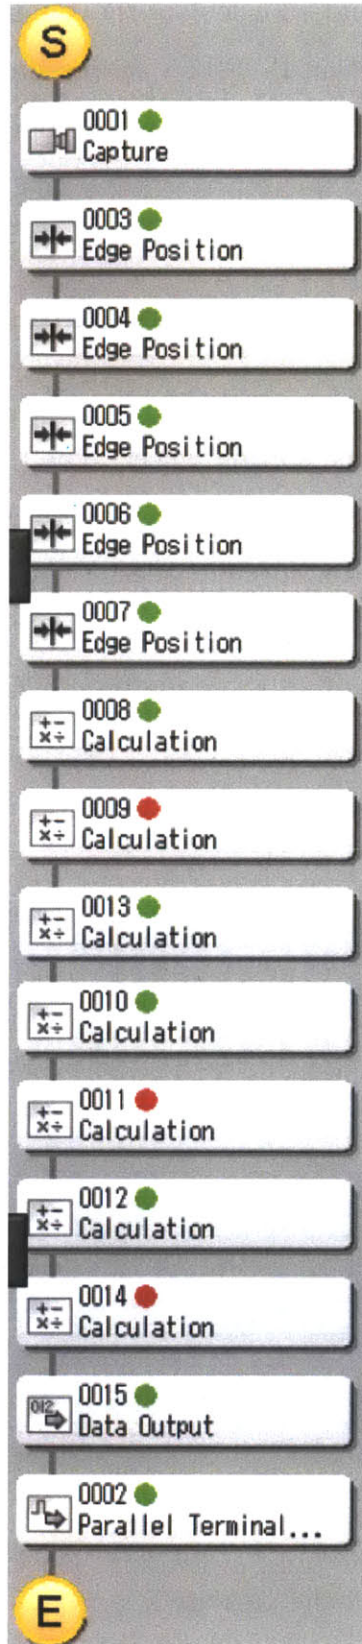 S
0001
Capture
0003
Edge Position
0004
Edge Position
0005
Edge Position
0006
Edge Position
0007
Edge Position
+-
×÷
0008
Calculation
+-
×÷
0009
Calculation
+-
×÷
0013
Calculation
+-
×÷
0010
Calculation
+-
×÷
0011
Calculation
+-
×÷
0012
Calculation
+-
×÷
0014
Calculation
012
0015
Data Output
0002
Parallel Terminal...
E